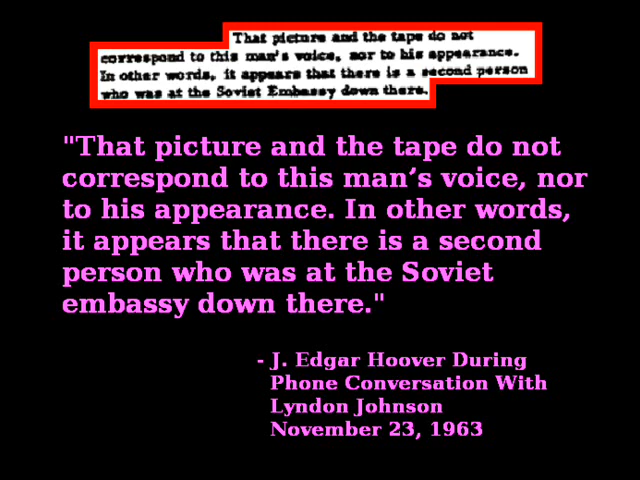 That picture and the tape do not
correspond to this man's voice, nor to his appearance.
In other words, it appears that there is a second person
who was at the Soviet Embassy down there.
"That picture and the tape do not
correspond to this man’s voice, nor
to his appearance. In other words,
it appears that there is a second
person who was at the Soviet
embassy down there."
- J. Edgar Hoover During
Phone Conversation With
Lyndon Johnson
November 23, 1963